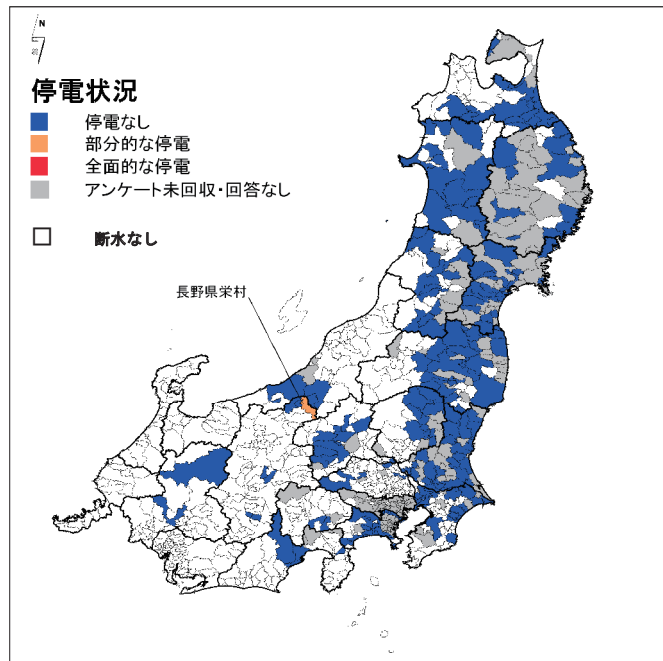 N
停電状況
停電なし
部分的な停電
全面的な停電
アンケート未回収・回答なし
断水なし
長野県栄村